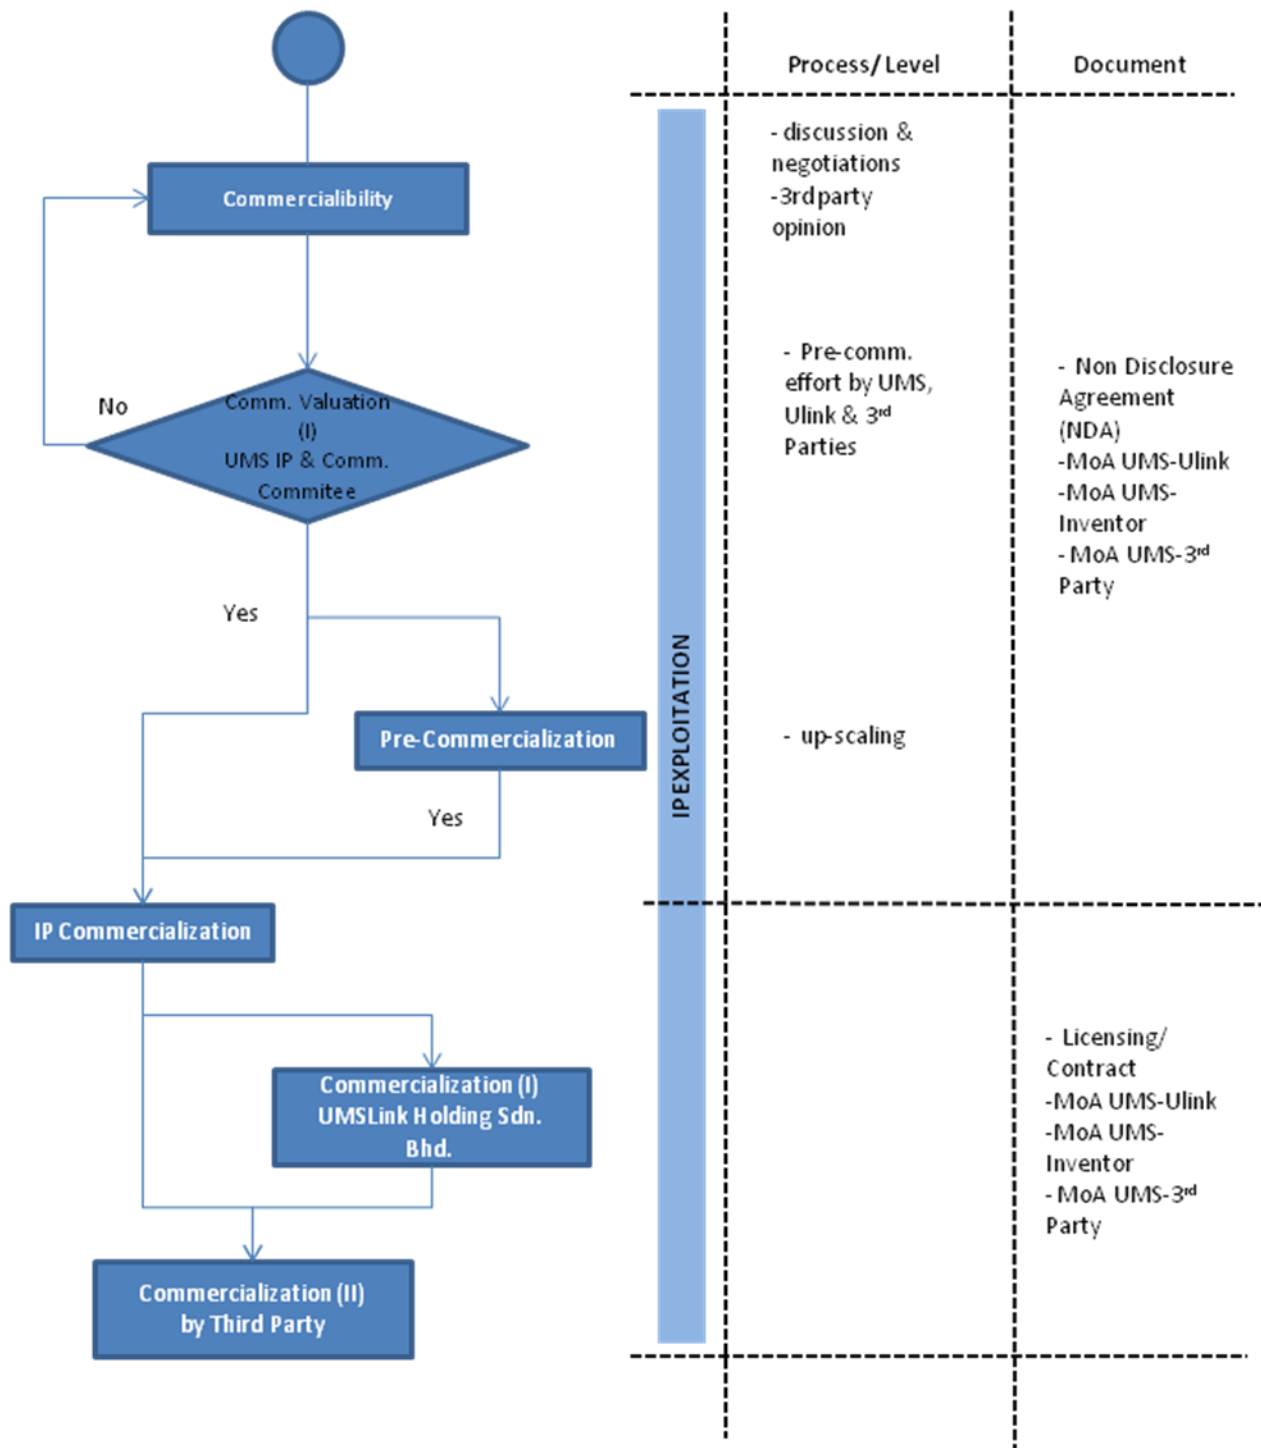 Process/ Level
Document
- discussion &
negotiations
-3rd party
opinion
Commercialibility
- Pre-comm.
effort by UMS,
Ulink & 3rd
Parties
- Non Disclosure
Agreement
(NDA)
-MoA UMS-Ulink
-MoA UMS-
Inventor
- MoA UMS-3rd
Party
No
Comm. Valuation
(I)
UMS IP & Comm.
Commitee
Yes
IP EXPLOITATION
Pre-Commercialization
- up-scaling
Yes
IP Commercialization
Commercialization (I)
UMSLink Holding Sdn.
Bhd.
- Licensing/
Contract
-MoA UMS-Ulink
-MoA UMS-
Inventor
- MoA UMS-3rd
Party
Commercialization (II)
by Third Party